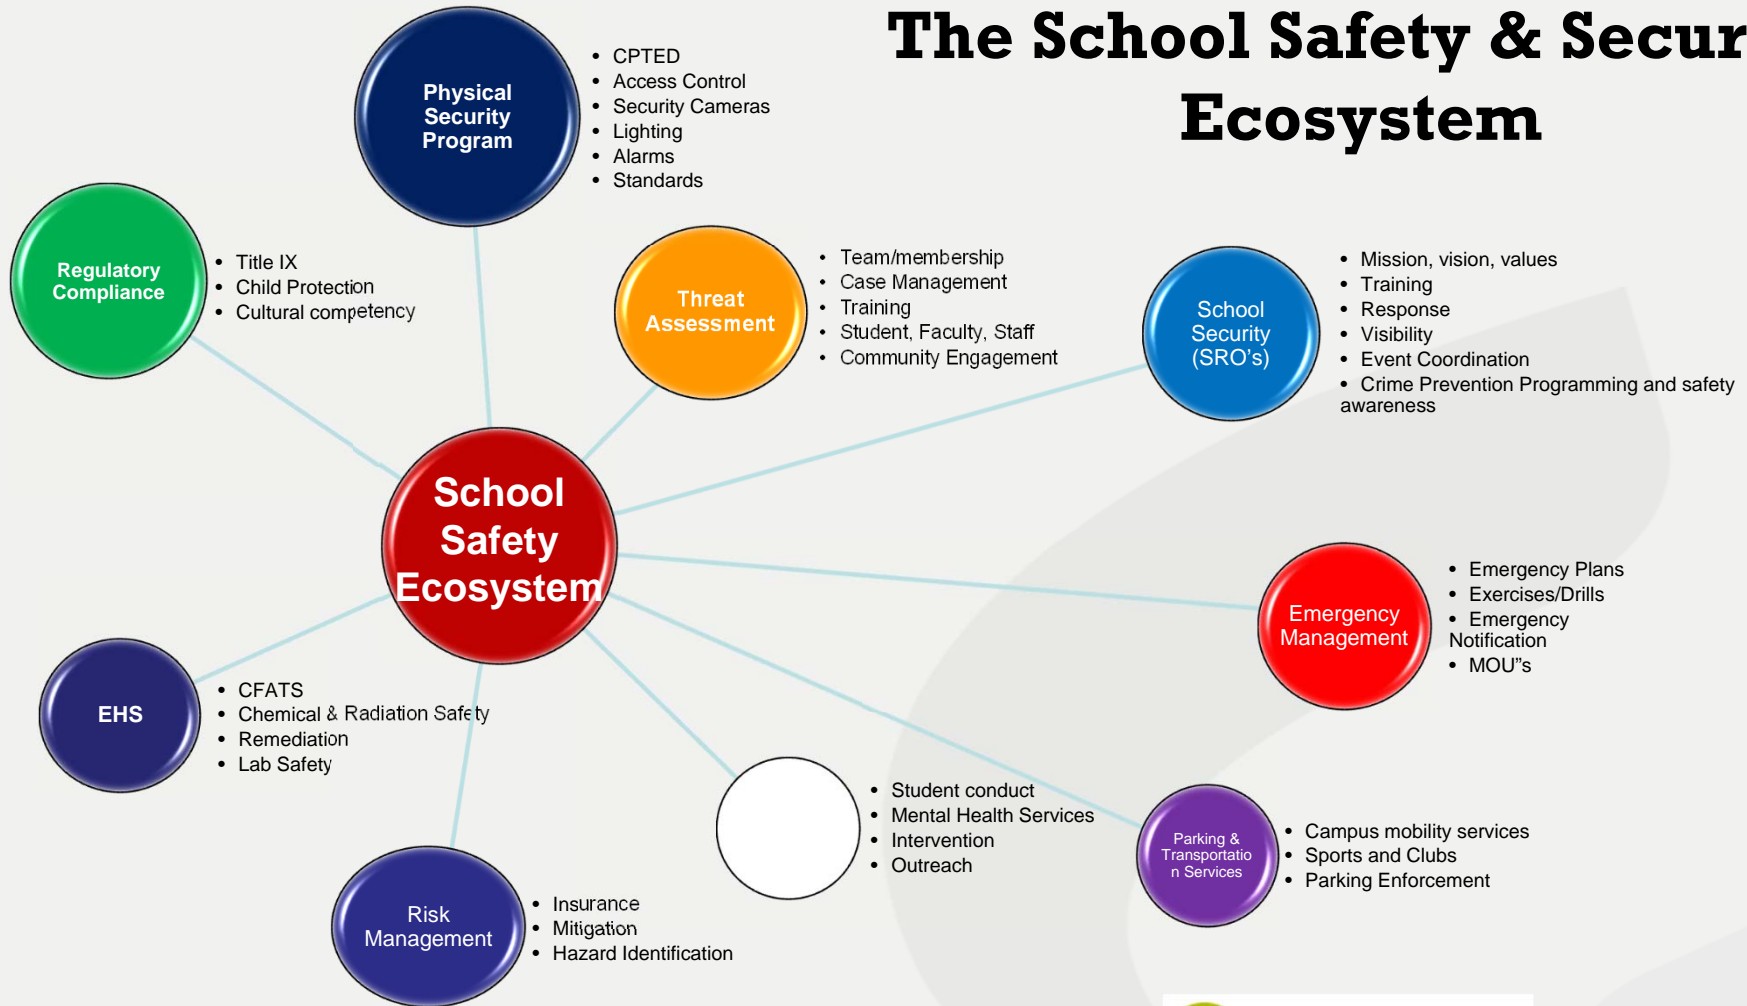 The School Safety & Secur
Ecosystem
Physical
Security
Program
• CPTED
• Access Control
• Security Cameras
• Lighting
• Alarms
• Standards
Regulatory
Compliance
• Title IX
• Child Protection
• Cultural competency
Threat
Assessment
• Team/membership
• Case Management
• Training
• Student, Faculty, Staff
• Community Engagement
School
Security
(SRO's)
• Mission, vision, values
• Training
• Response
• Visibility
• Event Coordination
• Crime Prevention Programming and safety
awareness
School
Safety
Ecosystem
Emergency
Management
• Emergency Plans
• Exercises/Drills
• Emergency
Notification
• MOU"s
EHS
• CFATS
• Chemical & Radiation Safety
• Remediation
• Lab Safety
• Student conduct
• Mental Health Services
• Intervention
• Outreach
Parking &
Transportatio
n Services
• Campus mobility services
• Sports and Clubs
• Parking Enforcement
Risk
Management
• Insurance
• Mitigation
• Hazard Identification